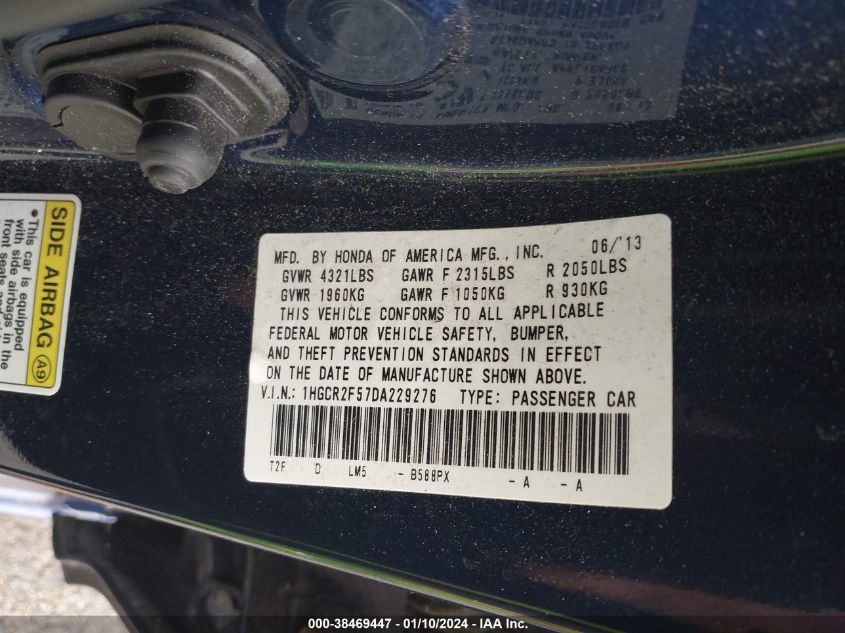 SIDE AIRBAG A9
• This car is equipped
with side airbags in the
front seats and side
MFD. BY HONDA OF AMERICA MFG., INC. 06/'13
GVWR 4321LBS GAWR F 2315LBS R 2050LBS
GVWR 1960KG GAWR F 1050KG R 930KG
THIS VEHICLE CONFORMS TO ALL APPLICABLE
FEDERAL MOTOR VEHICLE SAFETY, BUMPER,
AND THEFT PREVENTION STANDARDS IN EFFECT
ON THE DATE OF MANUFACTURE SHOWN ABOVE.
V.I.N.: 1HGCR2F57DA229276 TYPE: PASSENGER CAR
T2F D LM5 - B588PX - A - A
000-38469447 - 01/10/2024 - IAA Inc.